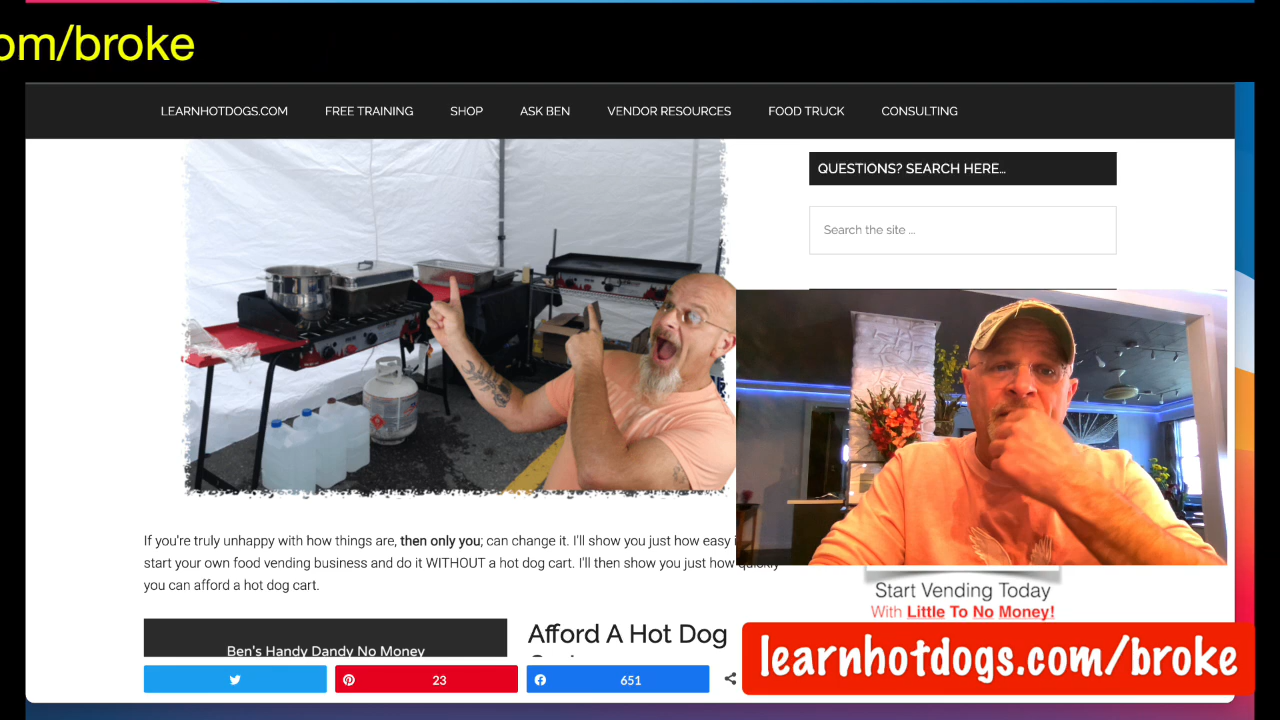 om/broke
LEARNHOTDOGS.COM FREE TRAINING SHOP ASK BEN VENDOR RESOURCES FOOD TRUCK CONSULTING
QUESTIONS? SEARCH HERE...
Search the site ...
If you're truly unhappy with how things are, then only you; can change it. I'll show you just how easy
start your own food vending business and do it WITHOUT a hot dog cart. I'll then show you just how quickly
you can afford a hot dog cart.
Start Vending Today
With Little To No Money!
Ben's Handy Dandy No Money
Afford A Hot Dog
23
651
learnhotdogs.com/broke